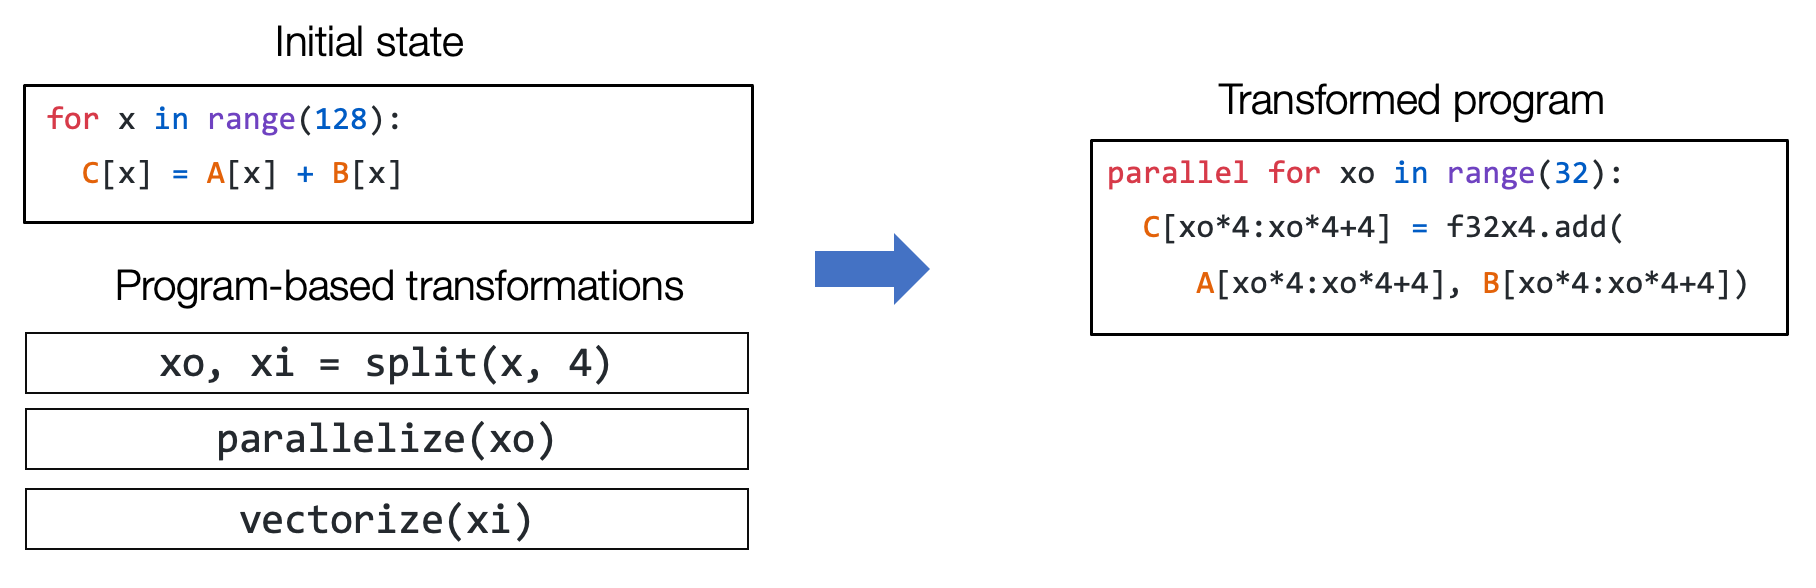 Initial state
for x in range(128):
C[x] = A[x] + B[x]
Program-based transformations
xo, xi = split(x, 4)
parallelize(xo)
vectorize(xi)
Transformed program
parallel for xo in range(32):
C[xo*4:xo*4+4] = f32x4.add(
A[xo*4:xo*4+4], B[xo*4:xo*4+4])